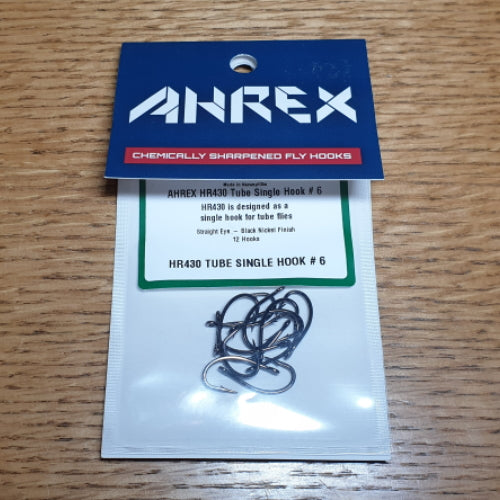 AHREX
CHEMICALLY SHARPENED FLY HOOKS
AHREX HR430 Tube Single Hook # 6
HR430 is designed as a
single hook for tube flies
Straight Eye - Black Nickel Finish
12 Hooks
HR430 TUBE SINGLE HOOK # 6